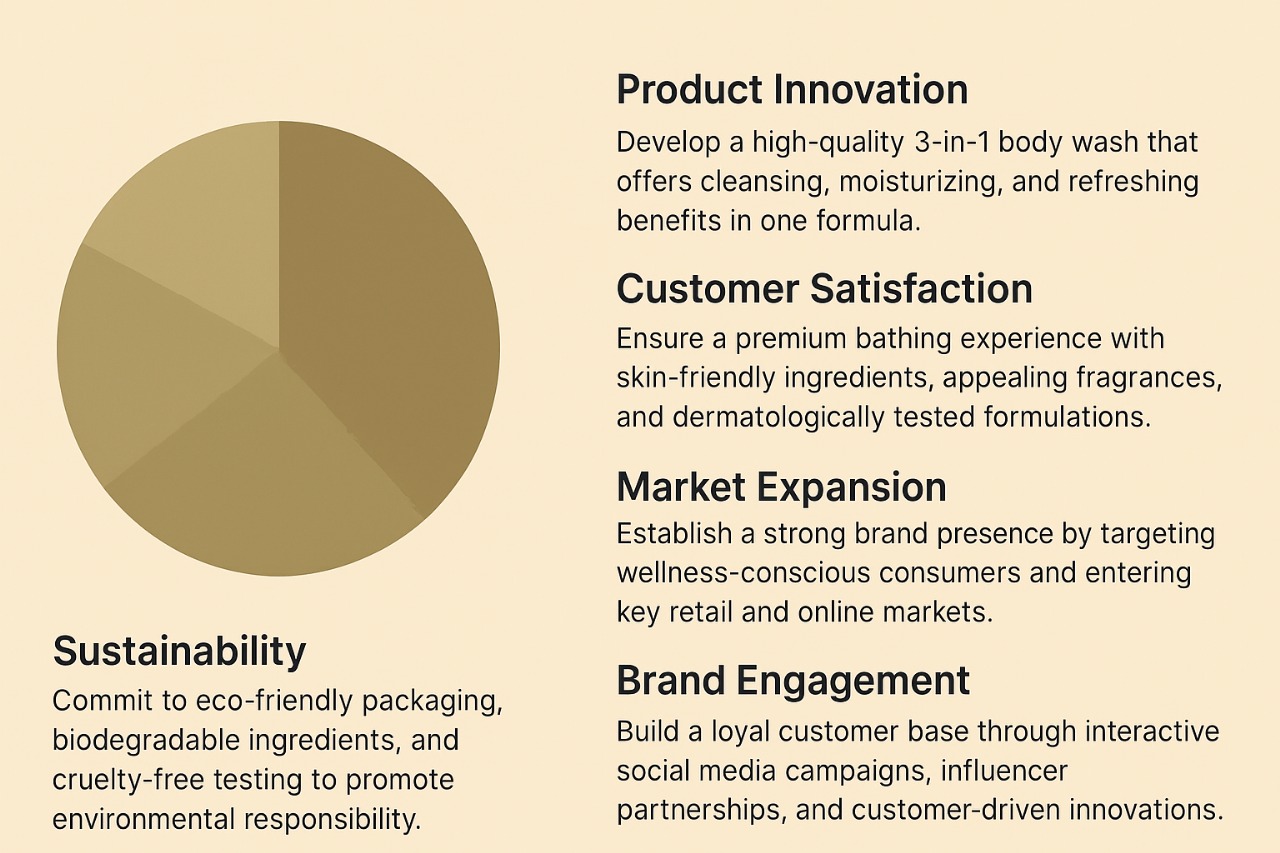 Product Innovation
Develop a high-quality 3-in-1 body wash that
offers cleansing, moisturizing, and refreshing
benefits in one formula.
Customer Satisfaction
Ensure a premium bathing experience with
skin-friendly ingredients, appealing fragrances,
and dermatologically tested formulations.
Market Expansion
Establish a strong brand presence by targeting
wellness-conscious consumers and entering
key retail and online markets.
Brand Engagement
Build a loyal customer base through interactive
social media campaigns, influencer
partnerships, and customer-driven innovations.
Sustainability
Commit to eco-friendly packaging,
biodegradable ingredients, and
cruelty-free testing to promote
environmental responsibility.